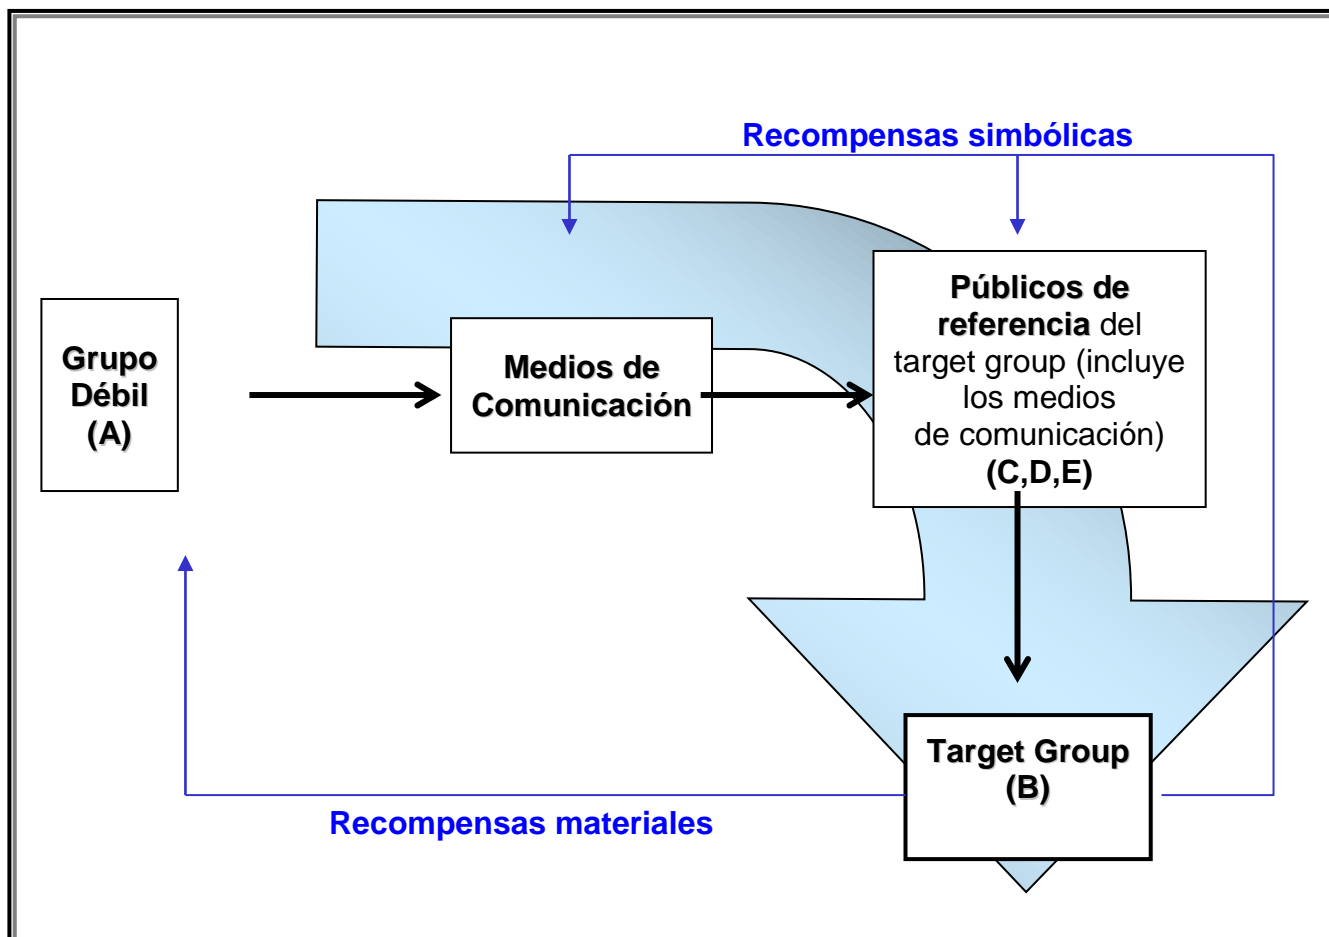 Recompensas simbólicas
Grupo
Débil
(A)
Medios de
Comunicación
Públicos de
referencia del
target group (incluye
los medios
de comunicación)
(C,D,E)
Target Group
(B)
Recompensas materiales